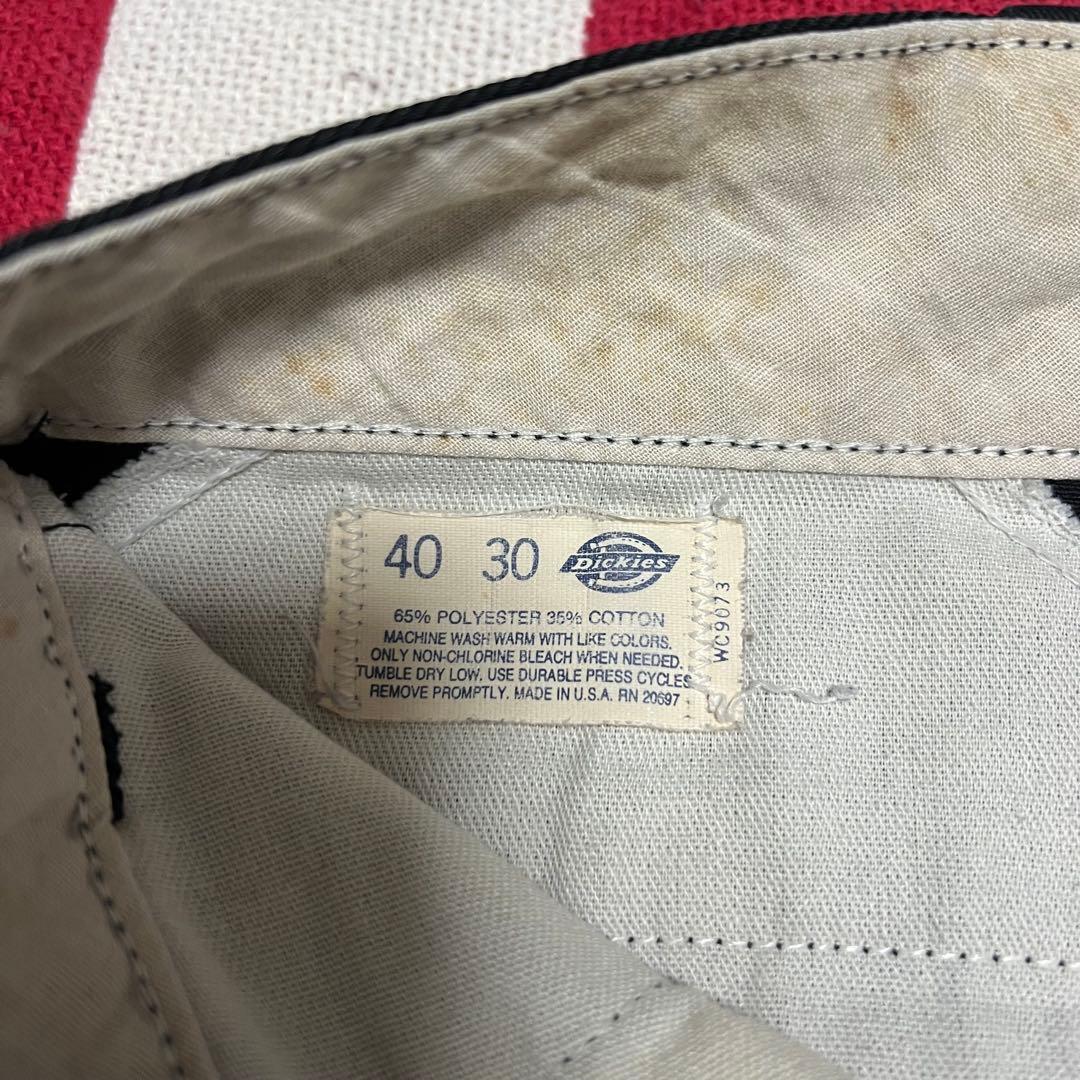 40 30 Dickies
65% POLYESTER 35% COTTON
MACHINE WASH WARM WITH LIKE COLORS.
ONLY NON-CHLORINE BLEACH WHEN NEEDED.
TUMBLE DRY LOW. USE DURABLE PRESS CYCLES
REMOVE PROMPTLY. MADE IN U.S.A. RN 20697
WC9073